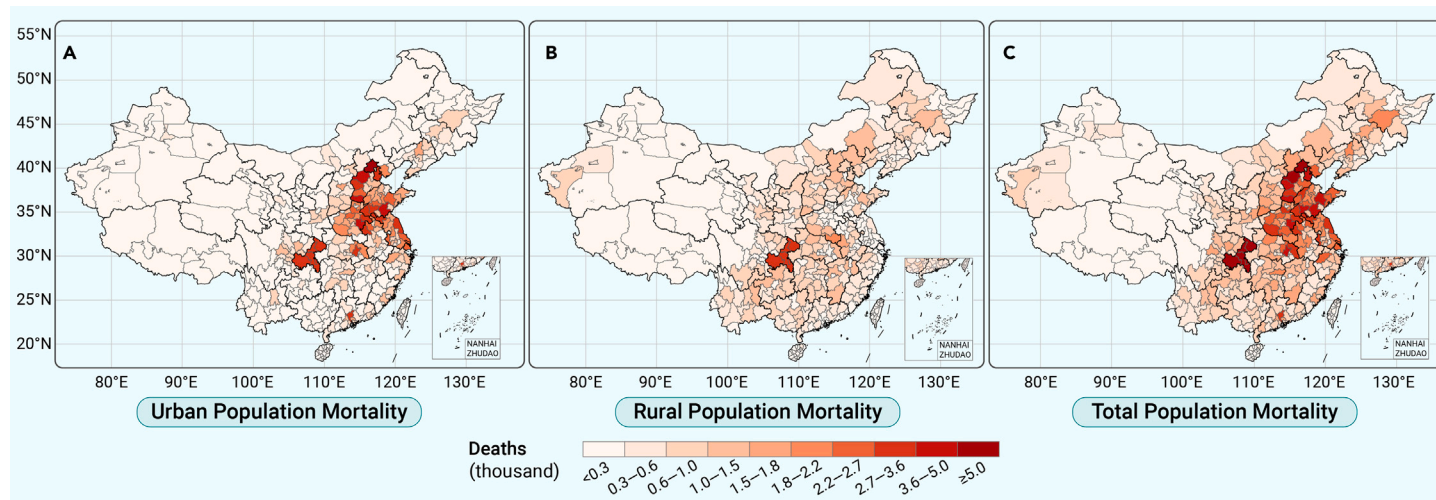 A
B
C
55°N
50°N
45°N
40°N
35°N
30°N
25°N
20°N
NANHAI
ZHUDAO
NANHAI
ZHUDAO
NANHAI
ZHUDAO
80°E 90°E 100°E 110°E 120°E 130°E
80°E 90°E 100°E 110°E 120°E 130°E
80°E 90°E 100°E 110°E 120°E 130°E
Urban Population Mortality
Rural Population Mortality
Total Population Mortality
Deaths
(thousand)
<0.3 0.3–0.6 0.6–1.0 1.0–1.5 1.5–1.8 1.8–2.2 2.2–2.7 2.7–3.6 3.6–5.0 ≥5.0